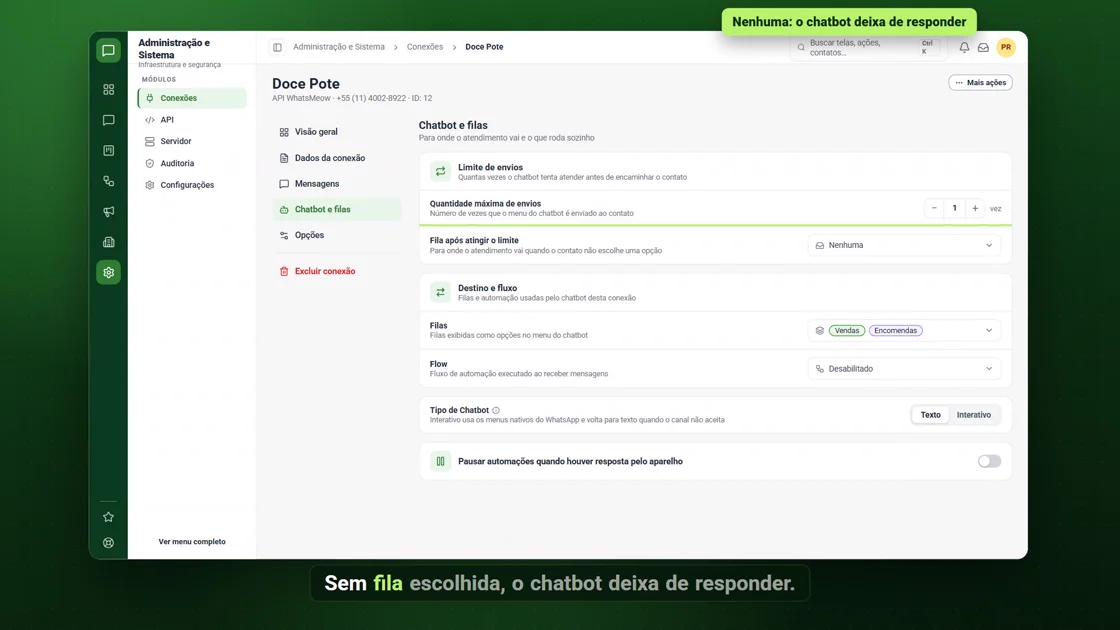 Nenhuma: o chatbot deixa de responder
Administração e Sistema
Infraestrutura e segurança
MÓDULOS
Conexões
API
Servidor
Auditoria
Configurações
Ver menu completo
Administração e Sistema > Conexões > Doce Pote
Buscar telas, ações, contatos...
Ctrl K
PR
Doce Pote
API WhatsMeow · +55 (11) 4002-8922 · ID: 12
Mais ações
Visão geral
Dados da conexão
Mensagens
Chatbot e filas
Opções
Excluir conexão
Chatbot e filas
Para onde o atendimento vai e o que roda sozinho
Limite de envios
Quantas vezes o chatbot tenta atender antes de encaminhar o contato
Quantidade máxima de envios
Número de vezes que o menu do chatbot é enviado ao contato
− 1 + vez
Fila após atingir o limite
Para onde o atendimento vai quando o contato não escolhe uma opção
Nenhuma
Destino e fluxo
Filas e automação usadas pelo chatbot desta conexão
Filas
Filas exibidas como opções no menu do chatbot
Vendas Encomendas
Flow
Fluxo de automação executado ao receber mensagens
Desabilitado
Tipo de Chatbot
Interativo usa os menus nativos do WhatsApp e volta para texto quando o canal não aceita
Texto Interativo
Pausar automações quando houver resposta pelo aparelho
Sem fila escolhida, o chatbot deixa de responder.